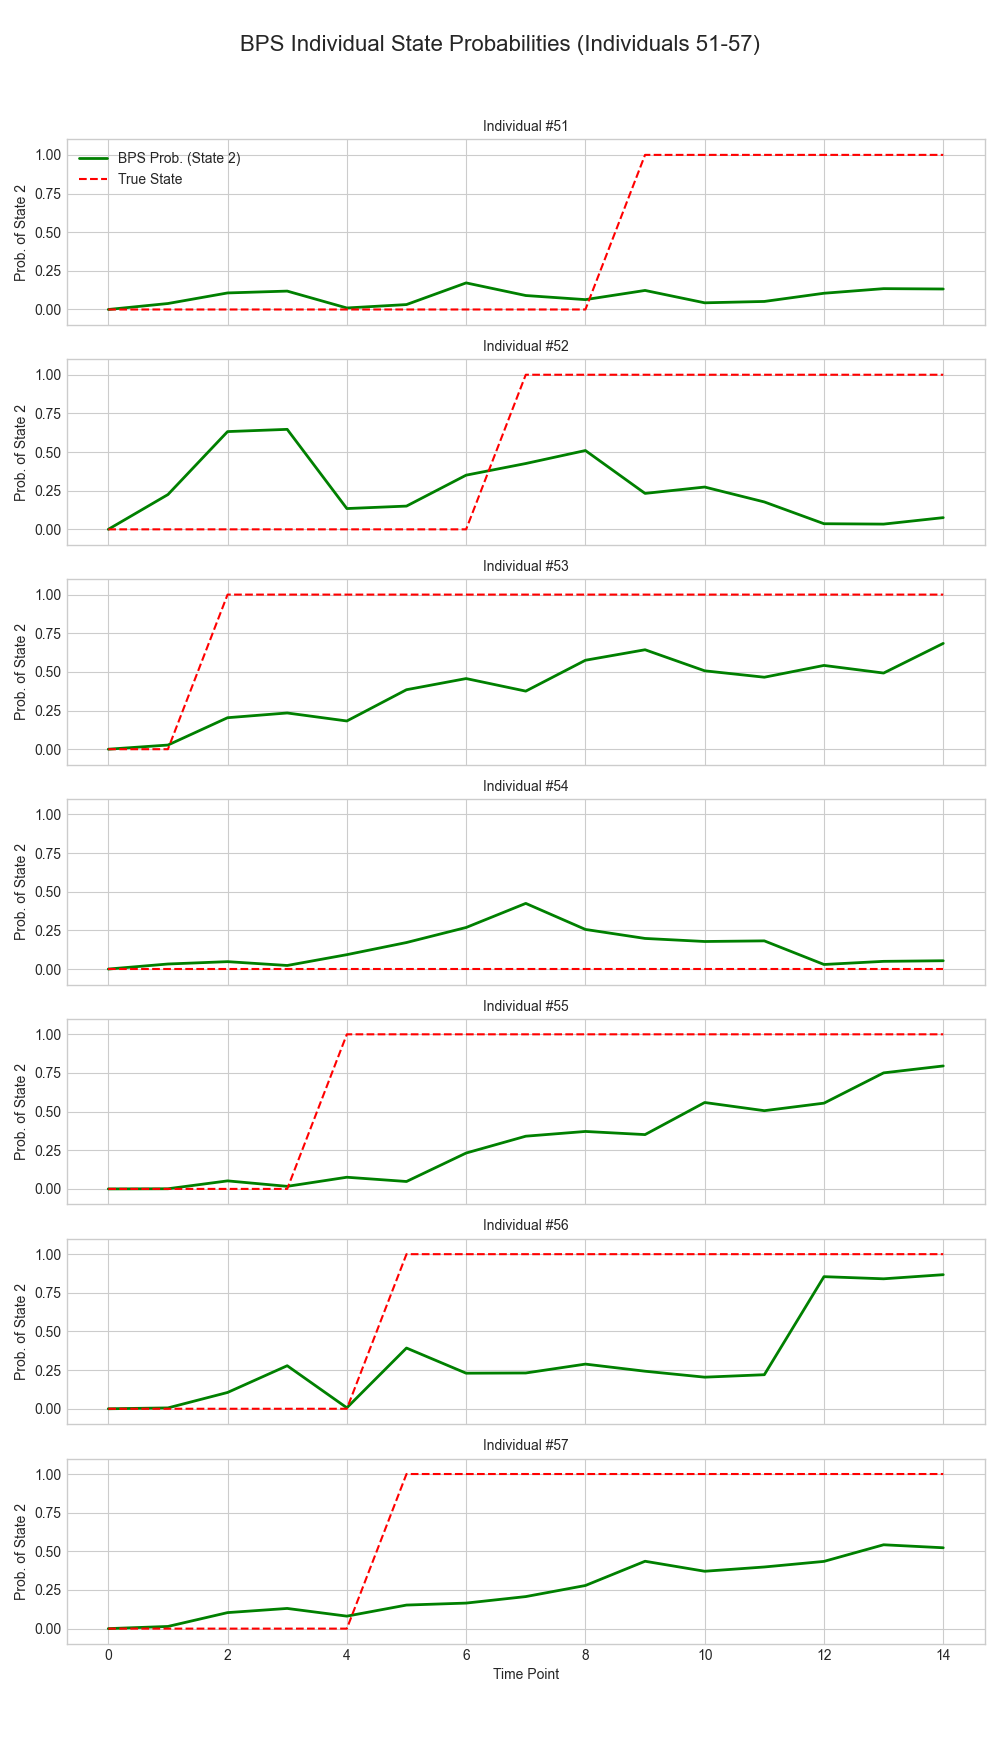 BPS Individual State Probabilities (Individuals 51-57)
Individual #51
BPS Prob. (State 2)
True State
Prob. of State 2
1.00
0.75
0.50
0.25
0.00
Individual #52
Prob. of State 2
1.00
0.75
0.50
0.25
0.00
Individual #53
Prob. of State 2
1.00
0.75
0.50
0.25
0.00
Individual #54
Prob. of State 2
1.00
0.75
0.50
0.25
0.00
Individual #55
Prob. of State 2
1.00
0.75
0.50
0.25
0.00
Individual #56
Prob. of State 2
1.00
0.75
0.50
0.25
0.00
Individual #57
Prob. of State 2
1.00
0.75
0.50
0.25
0.00
0 2 4 6 8 10 12 14
Time Point